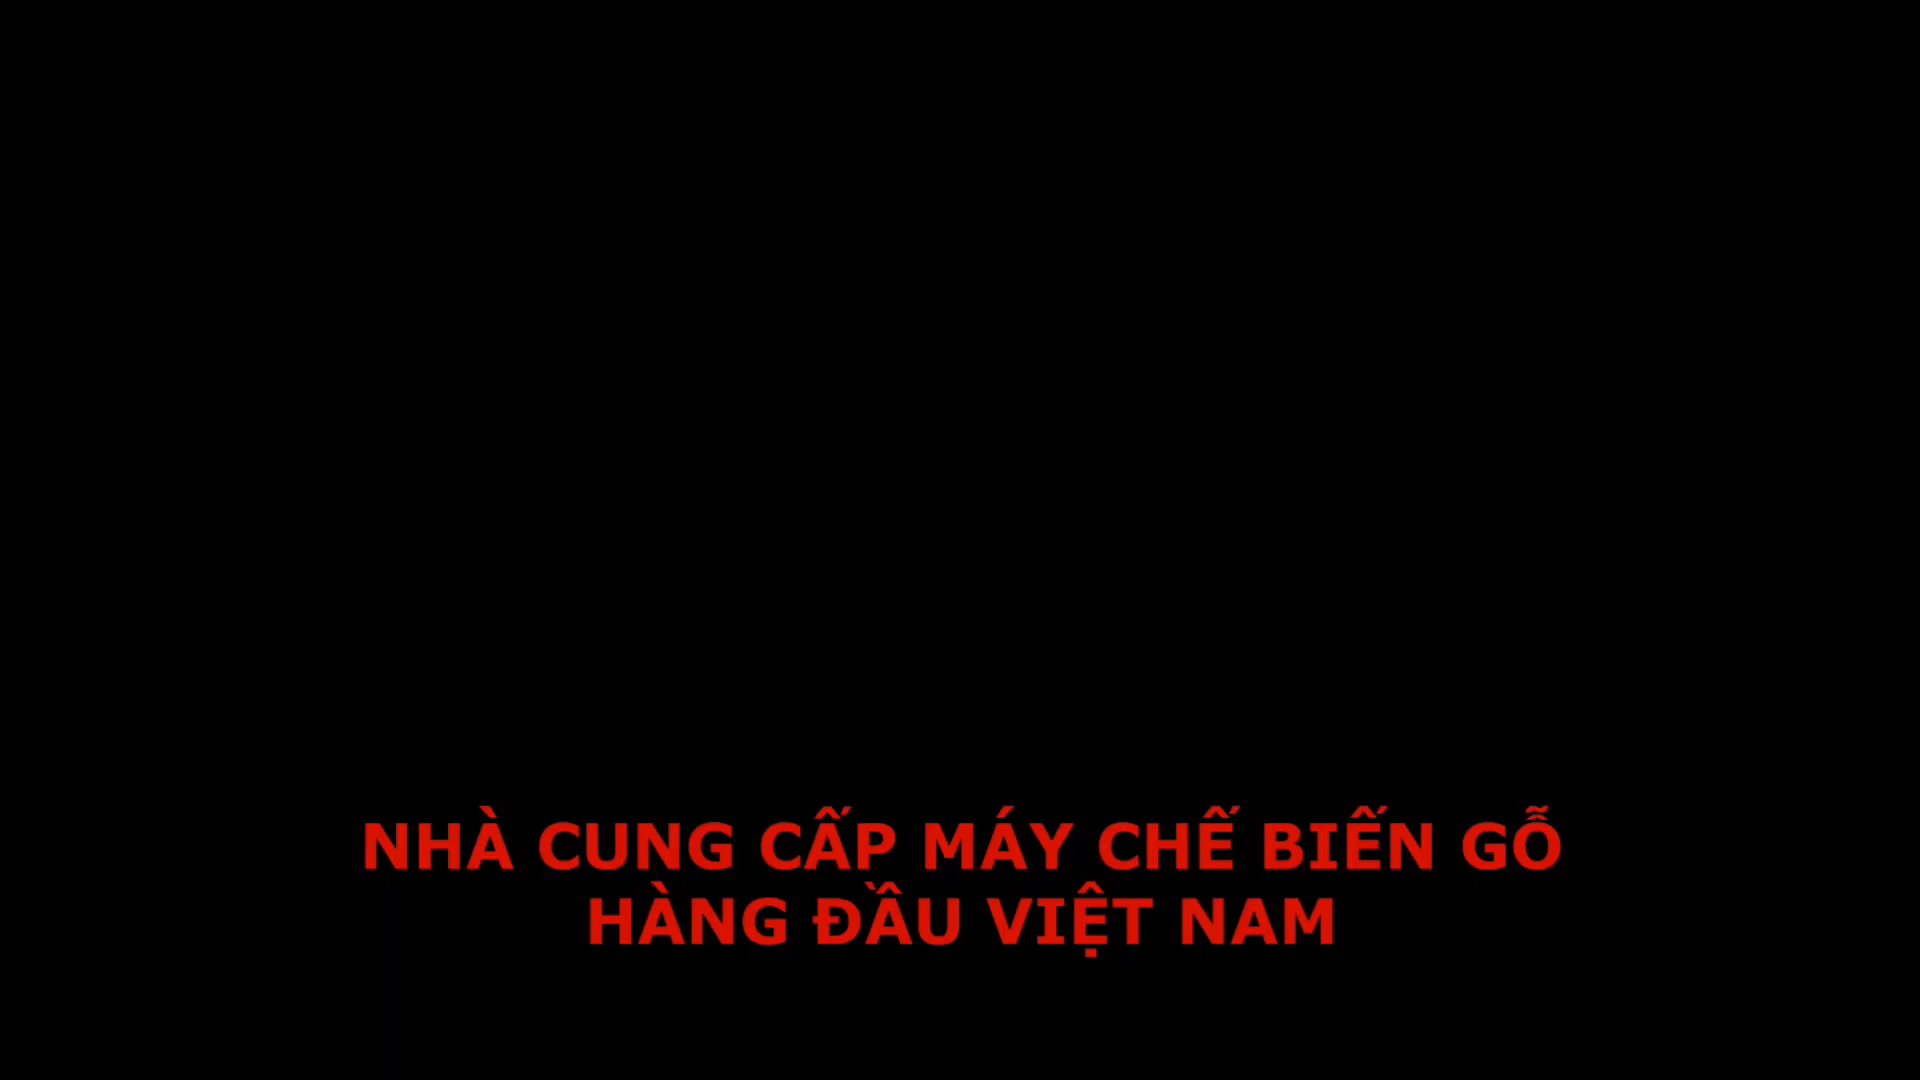 NHÀ CUNG CẤP MÁY CHẾ BIẾN GỖ
HÀNG ĐẦU VIỆT NAM